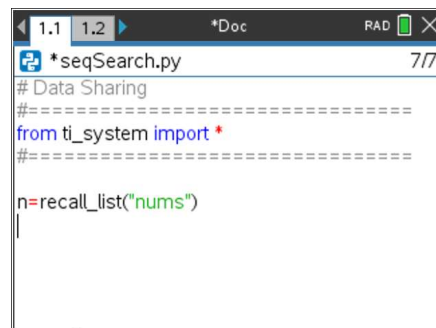 1.1 1.2 *Doc RAD
*seqSearch.py 7/7
# Data Sharing
#================================
from ti_system import *
#================================
n=recall_list("nums")